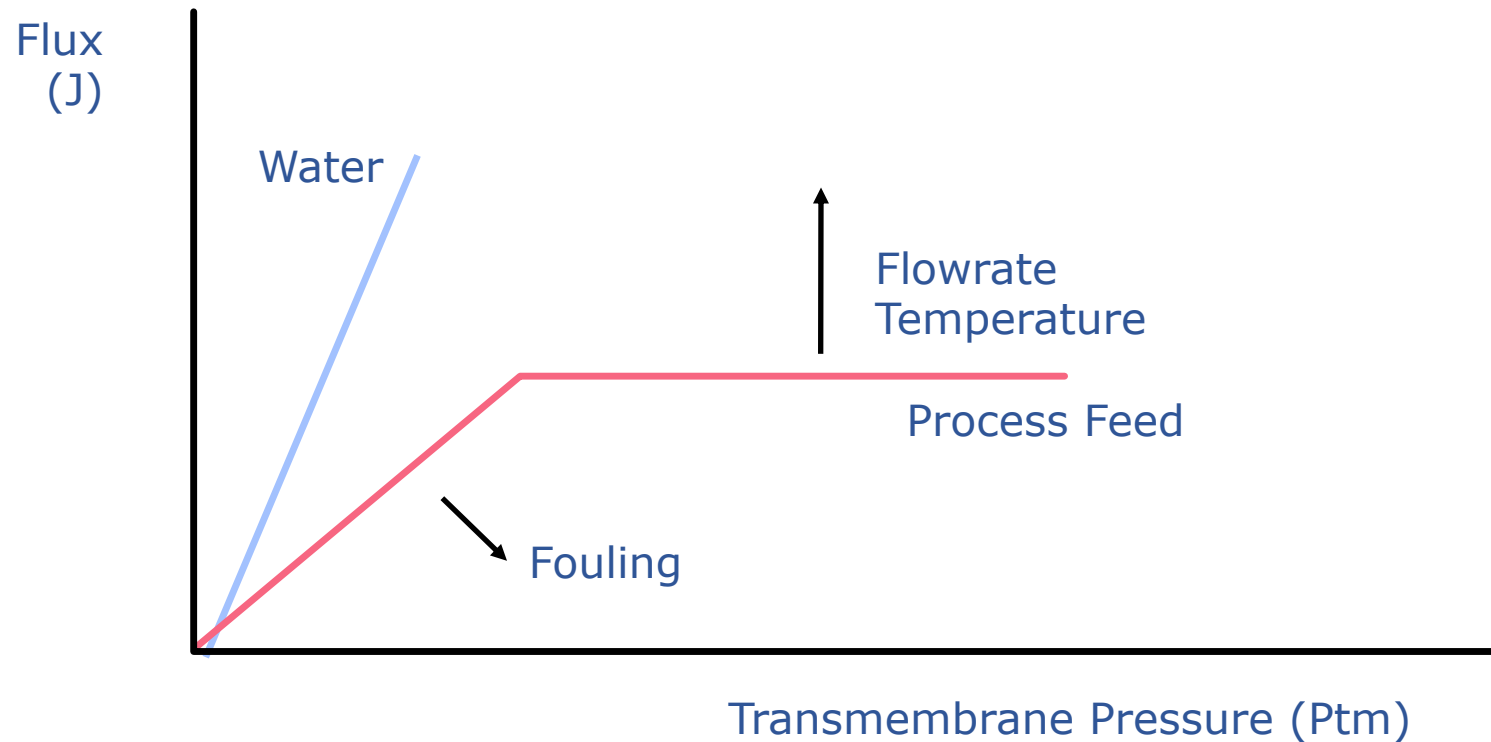 Flux
(J)
Water
Flowrate
Temperature
Process Feed
Fouling
Transmembrane Pressure (Ptm)